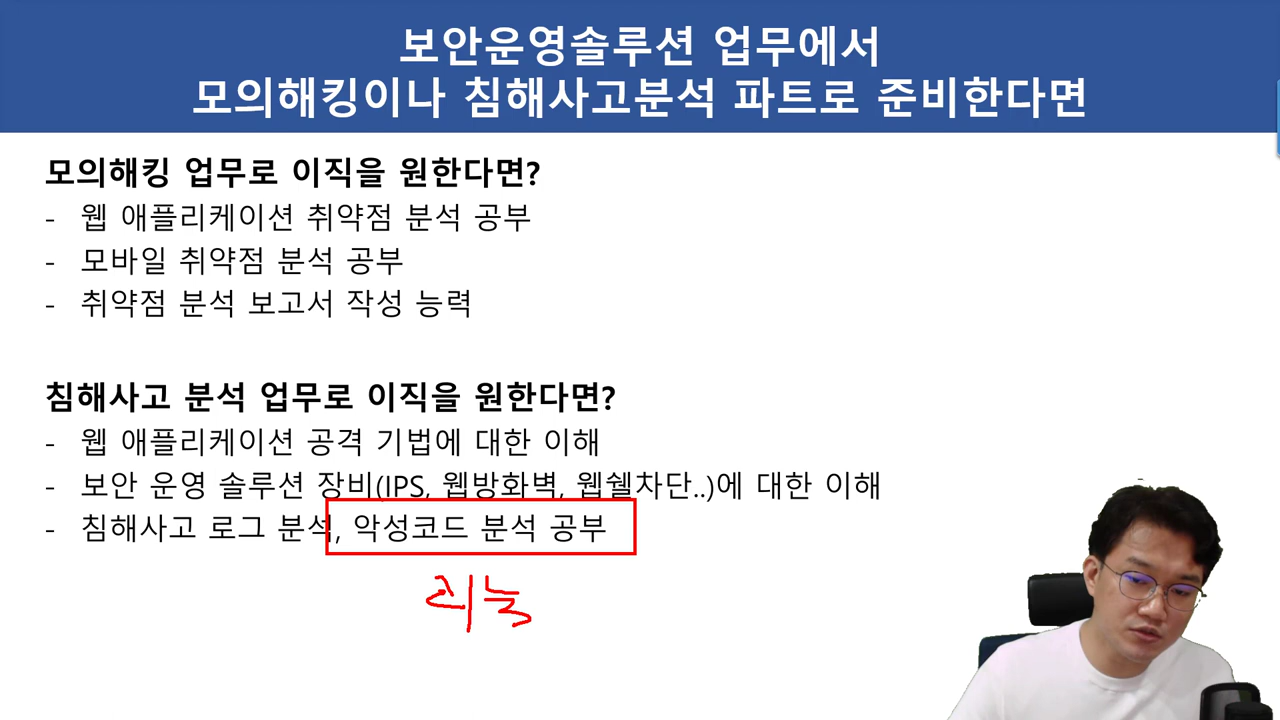 보안운영솔루션 업무에서
모의해킹이나 침해사고분석 파트로 준비한다면
모의해킹 업무로 이직을 원한다면?
- 웹 애플리케이션 취약점 분석 공부
- 모바일 취약점 분석 공부
- 취약점 분석 보고서 작성 능력
침해사고 분석 업무로 이직을 원한다면?
- 웹 애플리케이션 공격 기법에 대한 이해
- 보안 운영 솔루션 장비(IPS, 웹방화벽, 웹쉘차단..)에 대한 이해
- 침해사고 로그 분석, 악성코드 분석 공부